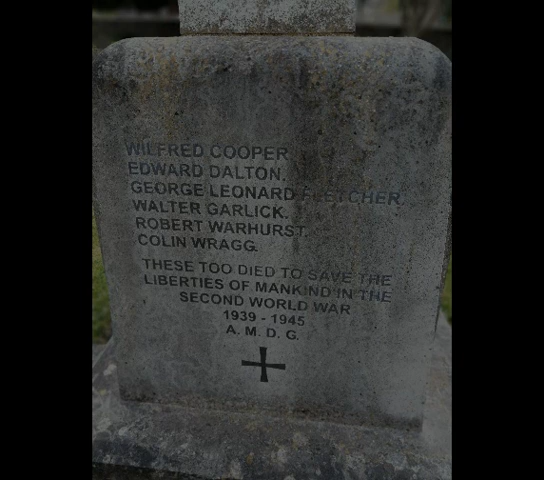 WILFRED COOPER.
EDWARD DALTON.
GEORGE LEONARD FLETCHER.
WALTER GARLICK.
ROBERT WARHURST.
COLIN WRAGG.
THESE TOO DIED TO SAVE THE
LIBERTIES OF MANKIND IN THE
SECOND WORLD WAR
1939 - 1945
A. M. D. G.